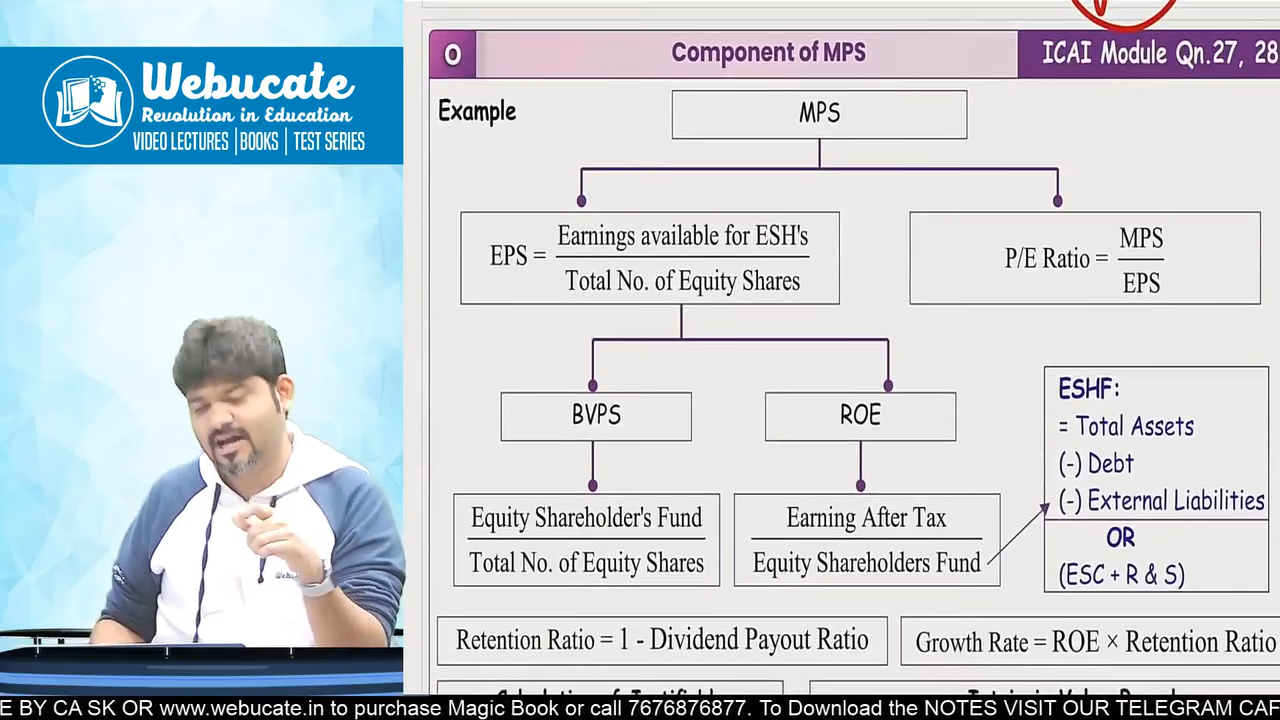 Webucate
Revolution in Education
VIDEO LECTURES | BOOKS | TEST SERIES
O
Component of MPS
ICAI Module Qn.27, 28
Example
MPS
EPS = Earnings available for ESH's
Total No. of Equity Shares
P/E Ratio = MPS
EPS
BVPS
ROE
Equity Shareholder's Fund
Total No. of Equity Shares
Earning After Tax
Equity Shareholders Fund
ESHF:
= Total Assets
(-) Debt
(-) External Liabilities
OR
(ESC + R & S)
Retention Ratio = 1 - Dividend Payout Ratio
Growth Rate = ROE × Retention Ratio
E BY CA SK OR www.webucate.in to purchase Magic Book or call 7676876877. To Download the NOTES VISIT OUR TELEGRAM CAF